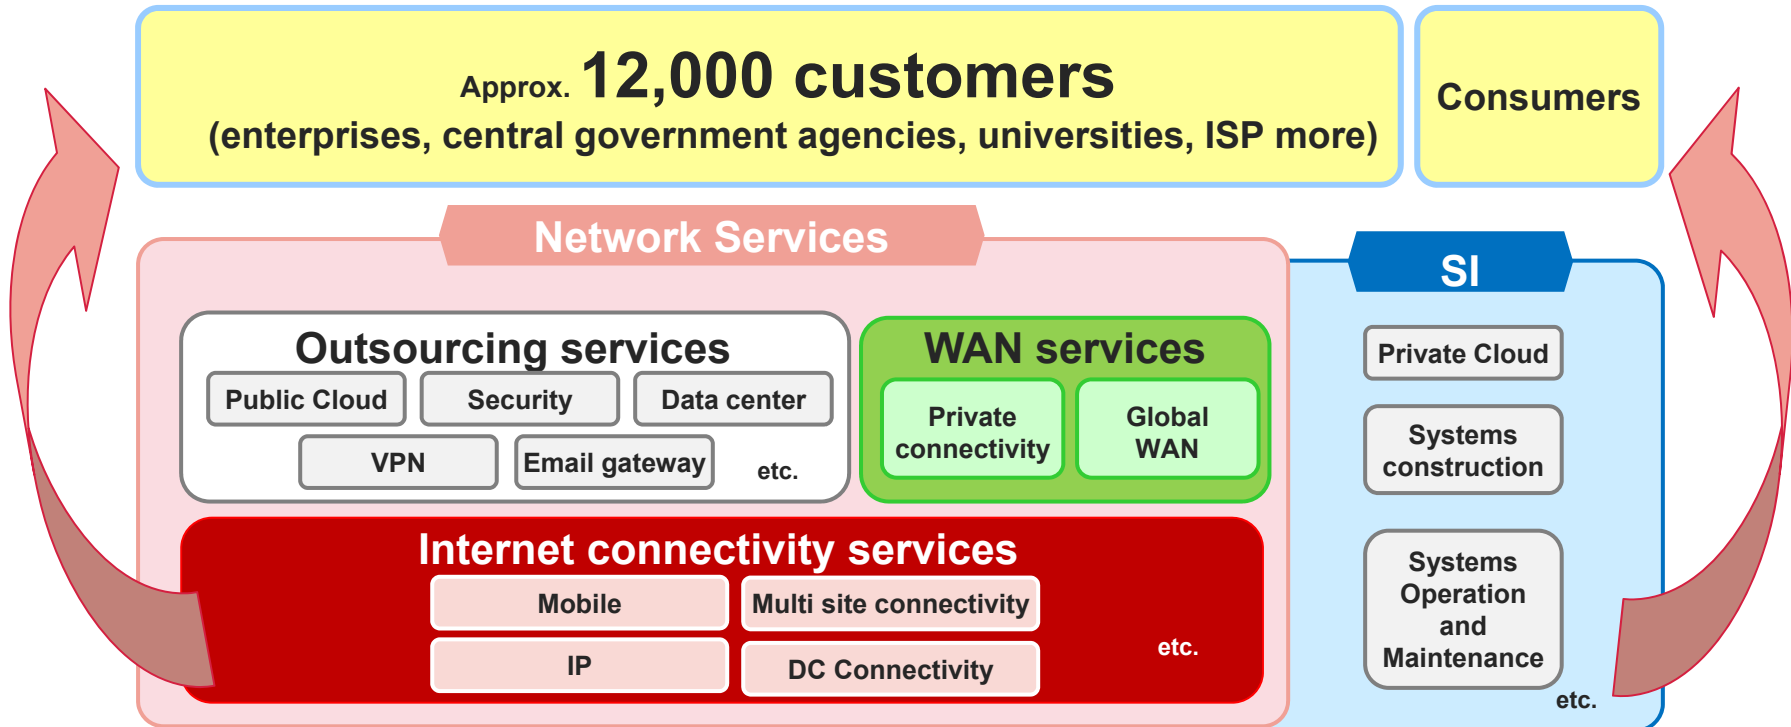 Approx. 12,000 customers
(enterprises, central government agencies, universities, ISP more)
Consumers
Network Services
SI
Outsourcing services
Public Cloud
Security
Data center
VPN
Email gateway
etc.
WAN services
Private
connectivity
Global
WAN
Internet connectivity services
Mobile
Multi site connectivity
IP
DC Connectivity
etc.
Private Cloud
Systems
construction
Systems
Operation
and
Maintenance
etc.